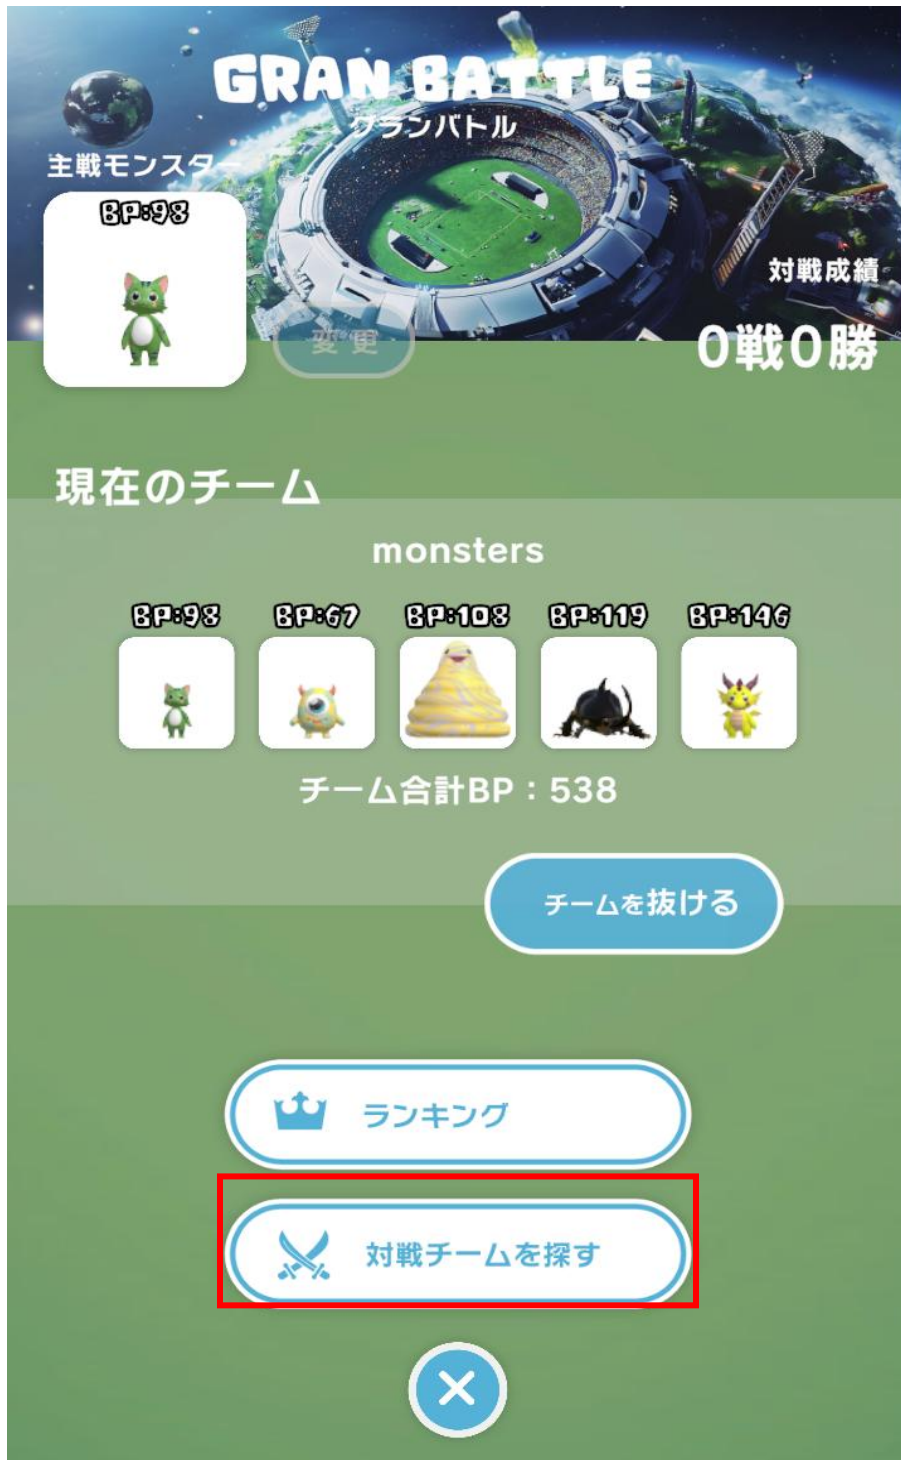 GRAN BATTLE
グランバトル
主戦モンスター
BP:98
対戦成績
変更
0戦0勝
現在のチーム
monsters
BP:98 BP:67 BP:108 BP:119 BP:146
チーム合計BP：538
チームを抜ける
ランキング
対戦チームを探す